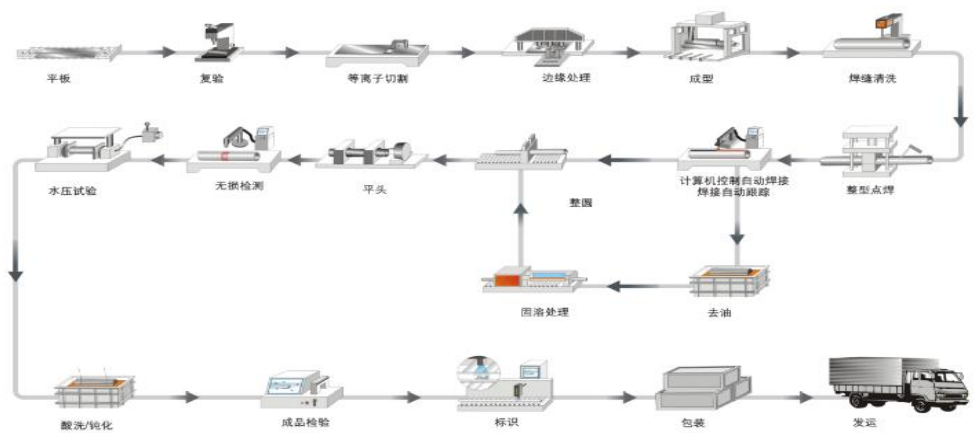 平板
复验
等离子切割
边缘处理
成型
焊缝清洗
整型点焊
计算机控制自动焊接
焊接自动跟踪
整圆
平头
无损检测
水压试验
去油
固溶处理
酸洗/钝化
成品检验
标识
包装
发运